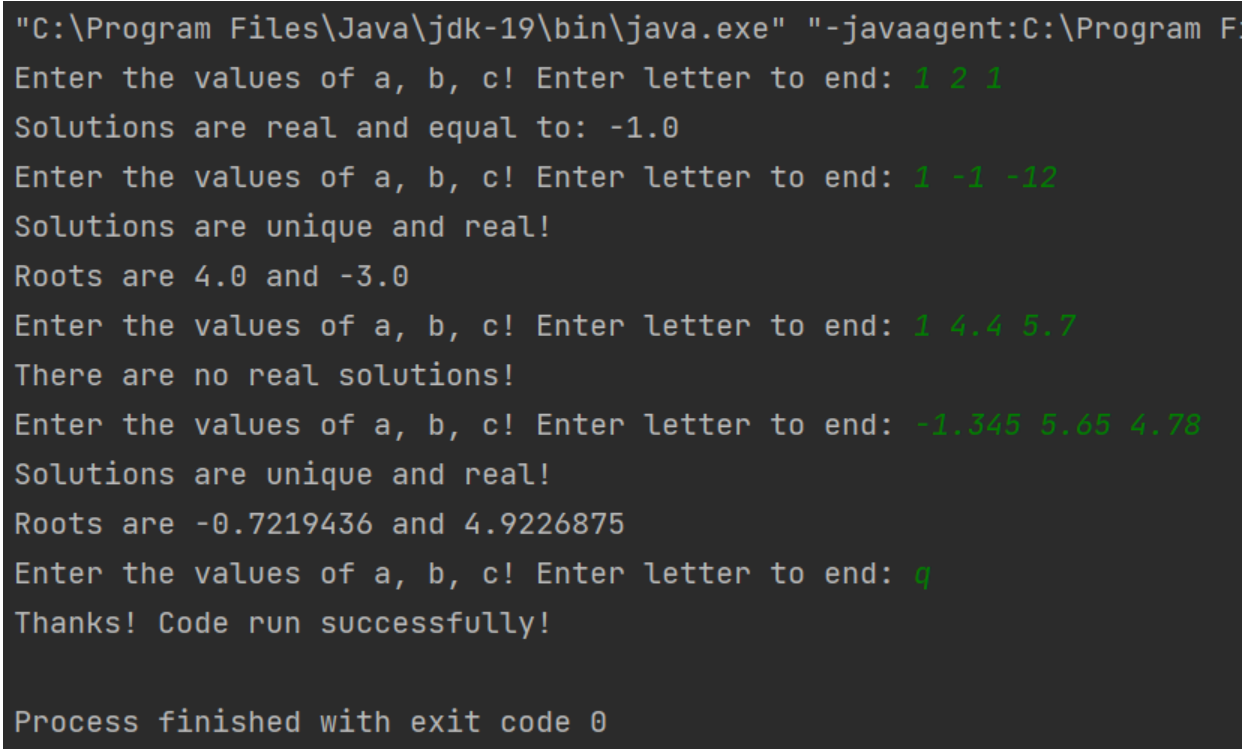 "C:\Program Files\Java\jdk-19\bin\java.exe" "-javaagent:C:\Program Fi
Enter the values of a, b, c! Enter letter to end: 1 2 1
Solutions are real and equal to: -1.0
Enter the values of a, b, c! Enter letter to end: 1 -1 -12
Solutions are unique and real!
Roots are 4.0 and -3.0
Enter the values of a, b, c! Enter letter to end: 1 4.4 5.7
There are no real solutions!
Enter the values of a, b, c! Enter letter to end: -1.345 5.65 4.78
Solutions are unique and real!
Roots are -0.7219436 and 4.9226875
Enter the values of a, b, c! Enter letter to end: q
Thanks! Code run successfully!
Process finished with exit code 0